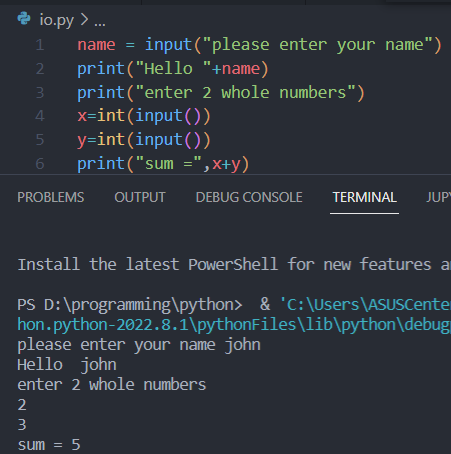 io.py > ...
1 name = input("please enter your name")
2 print("Hello "+name)
3 print("enter 2 whole numbers")
4 x=int(input())
5 y=int(input())
6 print("sum =",x+y)
PROBLEMS OUTPUT DEBUG CONSOLE TERMINAL JUP
Install the latest PowerShell for new features a
PS D:\programming\python>  & 'C:\Users\ASUSCente
hon.python-2022.8.1\pythonFiles\lib\python\debug
please enter your name john
Hello  john
enter 2 whole numbers
2
3
sum = 5